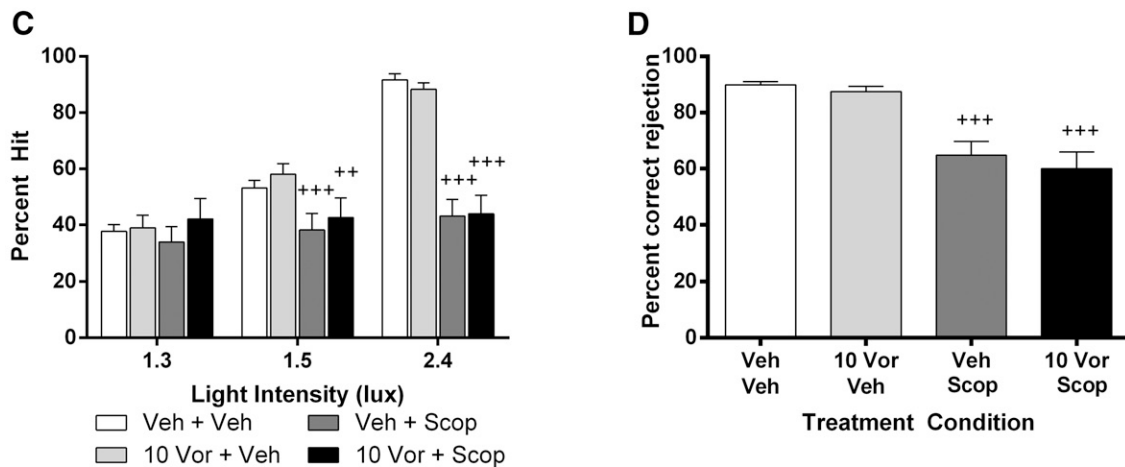 C
100
80
60
40
20
0
Percent Hit
+++
++
+++
+++
1.3 1.5 2.4
Light Intensity (lux)
Veh + Veh
Veh + Scop
10 Vor + Veh
10 Vor + Scop
D
100
80
60
40
20
0
Percent correct rejection
+++
+++
Veh 10 Vor Veh 10 Vor
Veh Veh Scop Scop
Treatment Condition